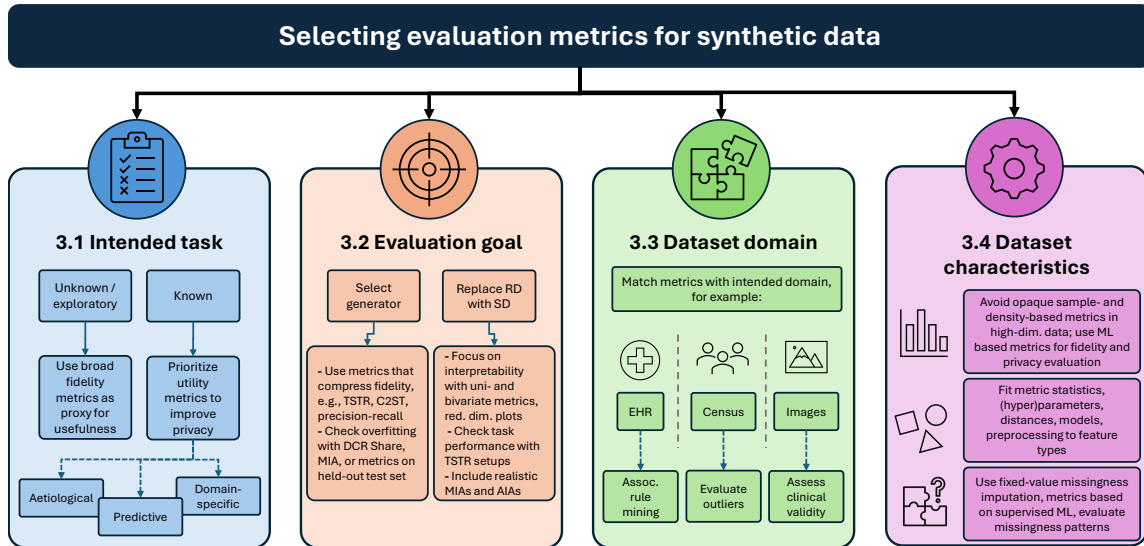 Selecting evaluation metrics for synthetic data
3.1 Intended task
Unknown /
exploratory
Known
Use broad
fidelity
metrics as
proxy for
usefulness
Prioritize
utility
metrics to
improve
privacy
Aetiological
Predictive
Domain-
specific
3.2 Evaluation goal
Select
generator
Replace RD
with SD
- Use metrics that
compress fidelity,
e.g., TSTR, C2ST,
precision-recall
- Check overfitting
with DCR Share,
MIA, or metrics on
held-out test set
- Focus on
interpretability
with uni- and
bivariate metrics,
red. dim. plots
- Check task
performance with
TSTR setups
- Include realistic
MIAs and AIAs
3.3 Dataset domain
Match metrics with intended domain,
for example:
EHR
Census
Images
Assoc.
rule
mining
Evaluate
outliers
Assess
clinical
validity
3.4 Dataset
characteristics
Avoid opaque sample- and
density-based metrics in
high-dim. data; use ML
based metrics for fidelity and
privacy evaluation
Fit metric statistics,
(hyper)parameters,
distances, models,
preprocessing to feature
types
Use fixed-value missingness
imputation, metrics based
on supervised ML, evaluate
missingness patterns